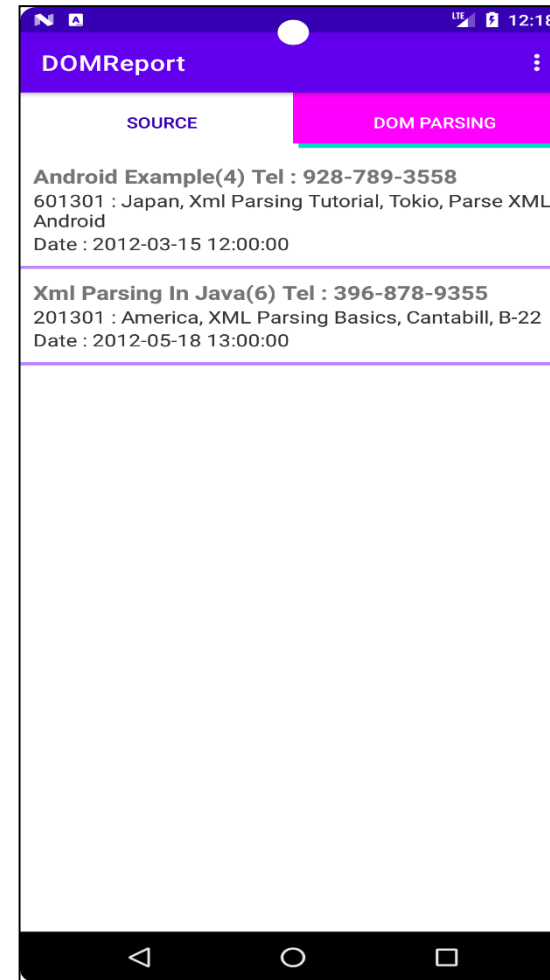 LTE 12:18
DOMReport
SOURCE DOM PARSING
Android Example(4) Tel : 928-789-3558
601301 : Japan, Xml Parsing Tutorial, Tokio, Parse XML
Android
Date : 2012-03-15 12:00:00
Xml Parsing In Java(6) Tel : 396-878-9355
201301 : America, XML Parsing Basics, Cantabill, B-22
Date : 2012-05-18 13:00:00